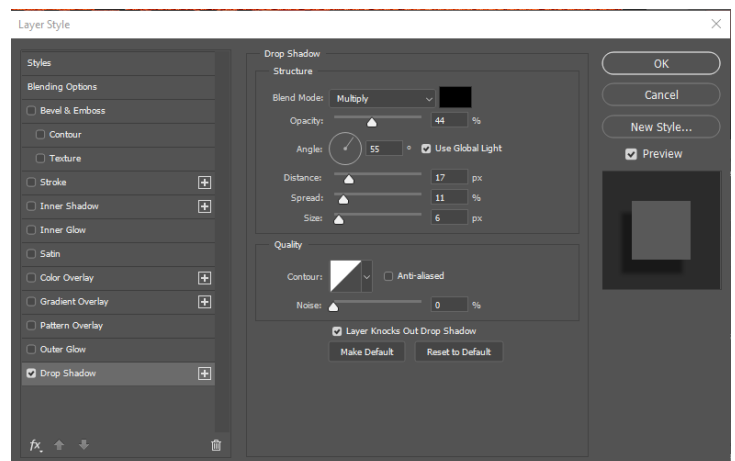 Layer Style
Styles
Blending Options
Bevel & Emboss
Contour
Texture
Stroke
Inner Shadow
Inner Glow
Satin
Color Overlay
Gradient Overlay
Pattern Overlay
Outer Glow
Drop Shadow
fx
Drop Shadow
Structure
Blend Mode: Multiply
Opacity: 44 %
Angle: 55 ° Use Global Light
Distance: 17 px
Spread: 11 %
Size: 6 px
Quality
Contour: Anti-aliased
Noise: 0 %
Layer Knocks Out Drop Shadow
Make Default Reset to Default
OK
Cancel
New Style...
Preview